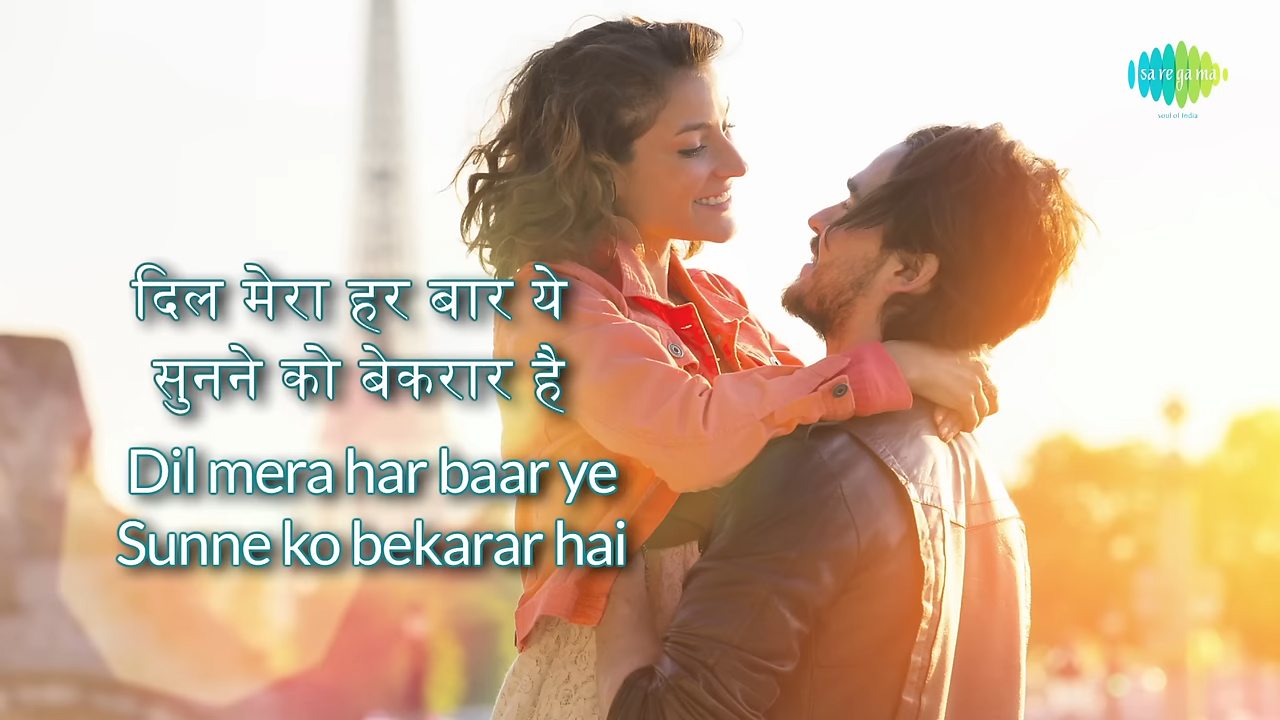 sa re ga ma
soul of India
दिल मेरा हर बार ये
सुनने को बेकरार है
Dil mera har baar ye
Sunne ko bekarar hai